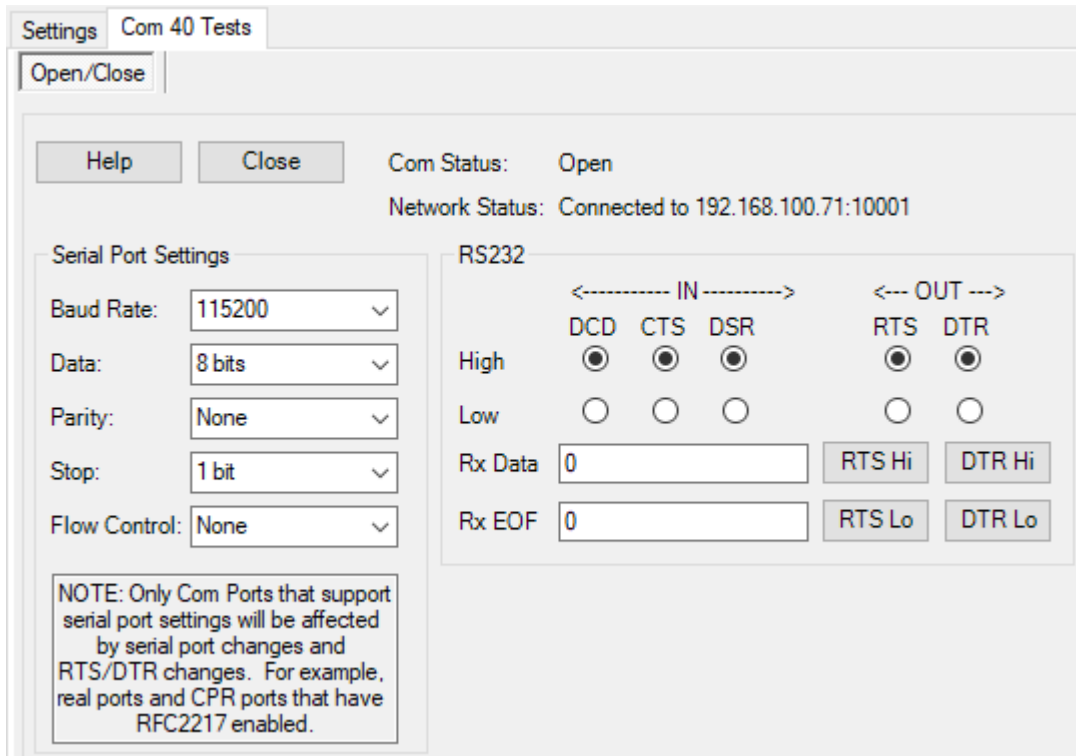 Settings Com 40 Tests
Open/Close
Help Close Com Status: Open
Network Status: Connected to 192.168.100.71:10001
Serial Port Settings
Baud Rate: 115200
Data: 8 bits
Parity: None
Stop: 1 bit
Flow Control: None
NOTE: Only Com Ports that support
serial port settings will be affected
by serial port changes and
RTS/DTR changes. For example,
real ports and CPR ports that have
RFC2217 enabled.
RS232
<----------- IN ----------> <--- OUT --->
DCD CTS DSR RTS DTR
High
Low
Rx Data 0 RTS Hi DTR Hi
Rx EOF 0 RTS Lo DTR Lo